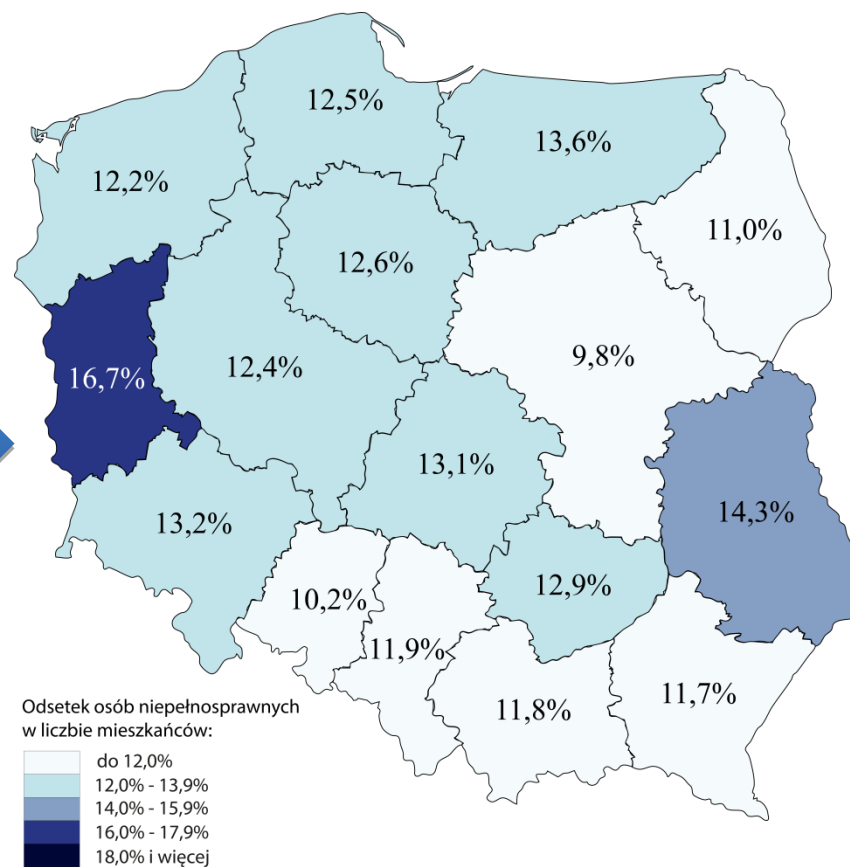 12,5%
13,6%
12,2%
11,0%
12,6%
9,8%
16,7%
12,4%
13,1%
14,3%
13,2%
12,9%
10,2%
11,9%
11,7%
11,8%
Odsetek osób niepełnosprawnych
w liczbie mieszkańców:
do 12,0%
12,0% - 13,9%
14,0% - 15,9%
16,0% - 17,9%
18,0% i więcej